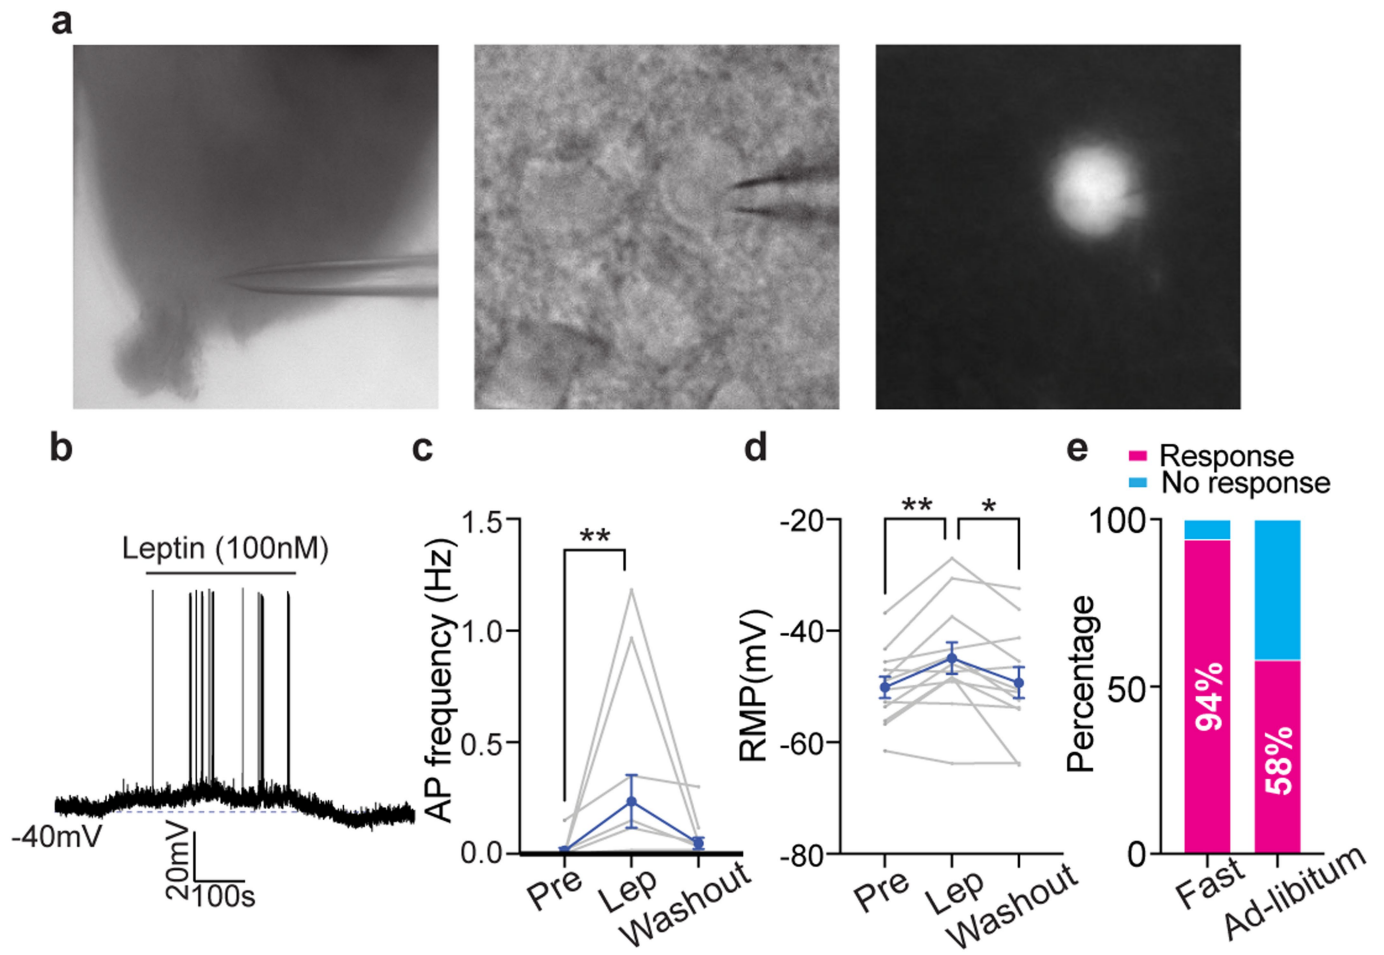 a
b
Leptin (100nM)
-40mV
20mV
100s
c
**
AP frequency (Hz)
1.5
1.0
0.5
0.0
Pre
Lep
Washout
d
**
*
RMP(mV)
-20
-40
-60
-80
Pre
Lep
Washout
e
Response
No response
Percentage
100
50
0
94%
58%
Fast
Ad-libitum